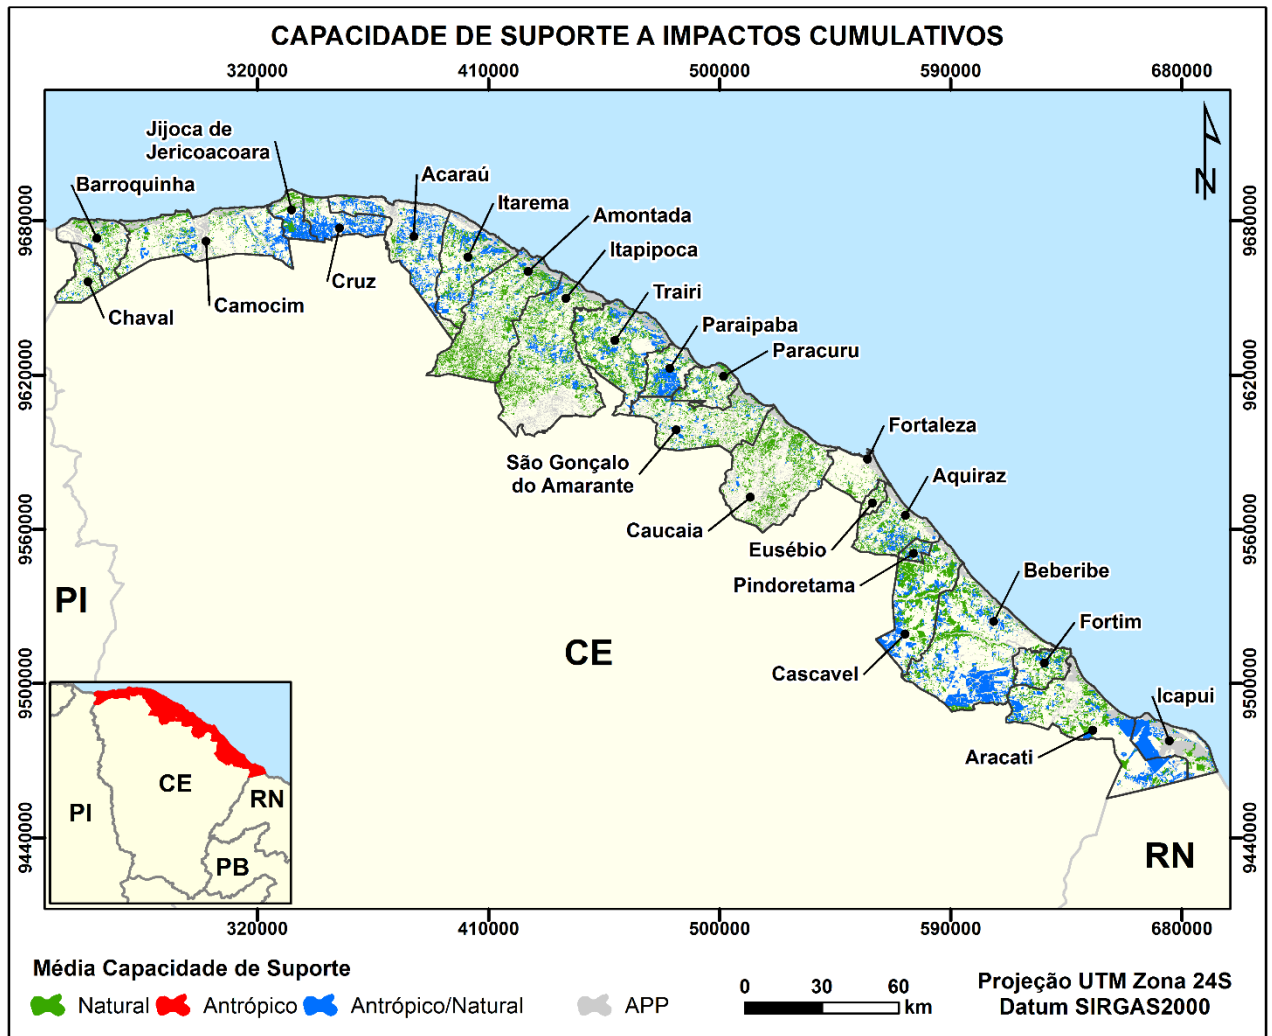 CAPACIDADE DE SUPORTE A IMPACTOS CUMULATIVOS
320000 410000 500000 590000 680000
Jijoca de
Jericoacoara
Barroquinha
Acaraú
Itarema
Amontada
Itapipoca
Trairi
Paraipaba
Paracuru
Chaval
Camocim
Cruz
N
9680000 9680000
9620000 9620000
São Gonçalo
do Amarante
Caucaia
Fortaleza
Aquiraz
Eusébio
Pindoretama
Beberibe
Fortim
Cascavel
Icapui
Aracati
9560000 9560000
PI
CE
RN
9500000 9500000
9440000 9440000
CE
PI
RN
PB
320000 410000 500000 590000 680000
Média Capacidade de Suporte
Natural Antrópico Antrópico/Natural APP
0 30 60
km
Projeção UTM Zona 24S
Datum SIRGAS2000